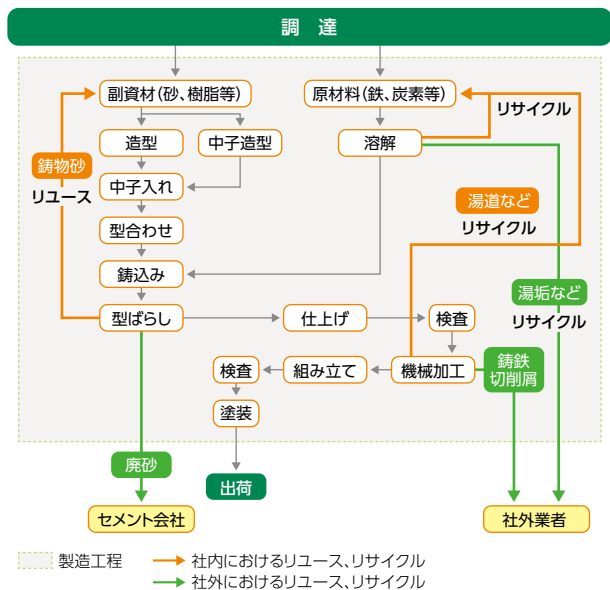 調 達
副資材(砂、樹脂等)
原材料(鉄、炭素等)
リサイクル
造型
中子造型
溶解
鋳物砂
リユース
中子入れ
湯道など
リサイクル
型合わせ
鋳込み
湯垢など
リサイクル
型ばらし
仕上げ
検査
鋳鉄
切削屑
検査
組み立て
機械加工
塗装
廃砂
出荷
セメント会社
社外業者
製造工程
社内におけるリユース、リサイクル
社外におけるリユース、リサイクル